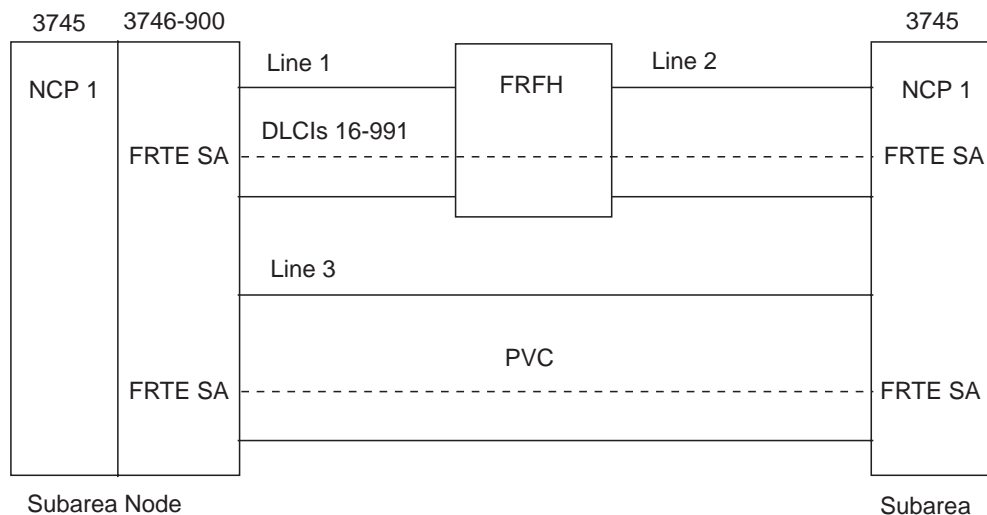 3745 3746-900 3745
Line 1 Line 2
NCP 1 FRFH NCP 1
DLCIs 16-991
FRTE SA FRTE SA
Line 3
PVC
FRTE SA FRTE SA
Subarea Node Subarea